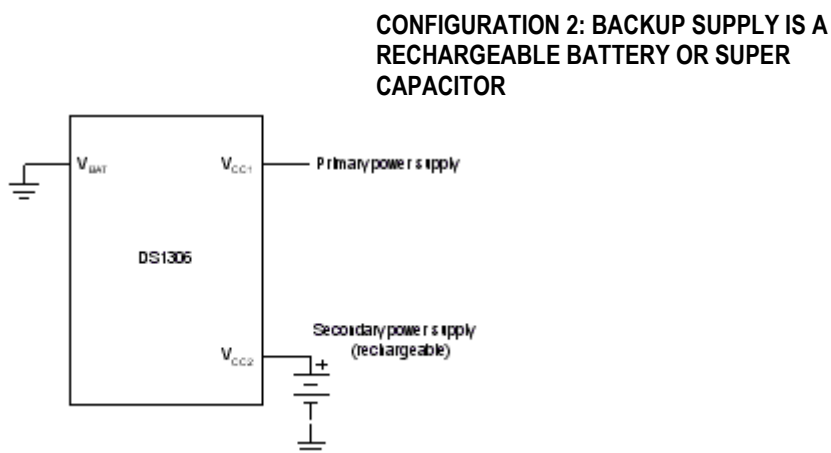 CONFIGURATION 2: BACKUP SUPPLY IS A
RECHARGEABLE BATTERY OR SUPER
CAPACITOR
VBAT
VCC1
Primary power supply
DS1306
Secondary power supply
(rechargeable)
VCC2
+